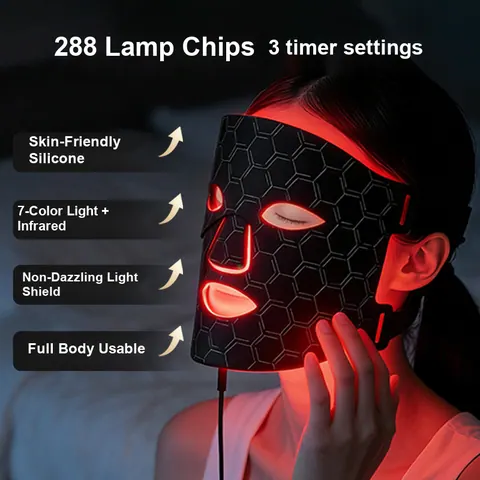 288 Lamp Chips 3 timer settings
Skin-Friendly
Silicone
7-Color Light +
Infrared
Non-Dazzling Light
Shield
Full Body Usable